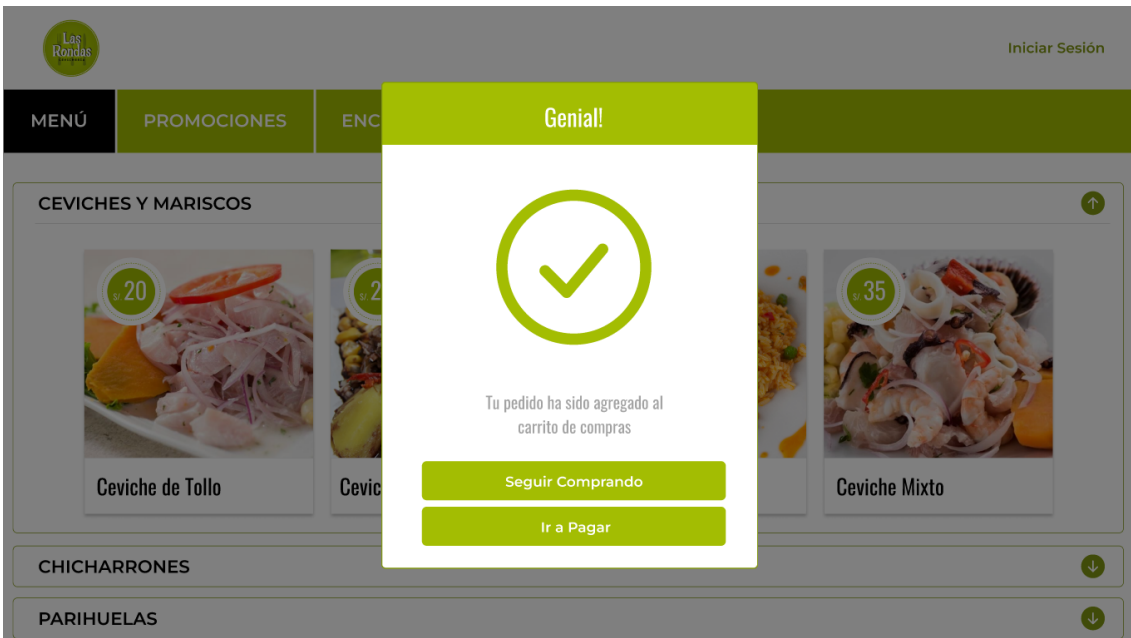 Las
Rondas
Iniciar Sesión
MENÚ
PROMOCIONES
ENC
Genial!
CEVICHES Y MARISCOS
S/. 20
S/. 2
S/. 35
Tu pedido ha sido agregado al
carrito de compras
Seguir Comprando
Ir a Pagar
Ceviche de Tollo
Cevic
Ceviche Mixto
CHICHARRONES
PARIHUELAS